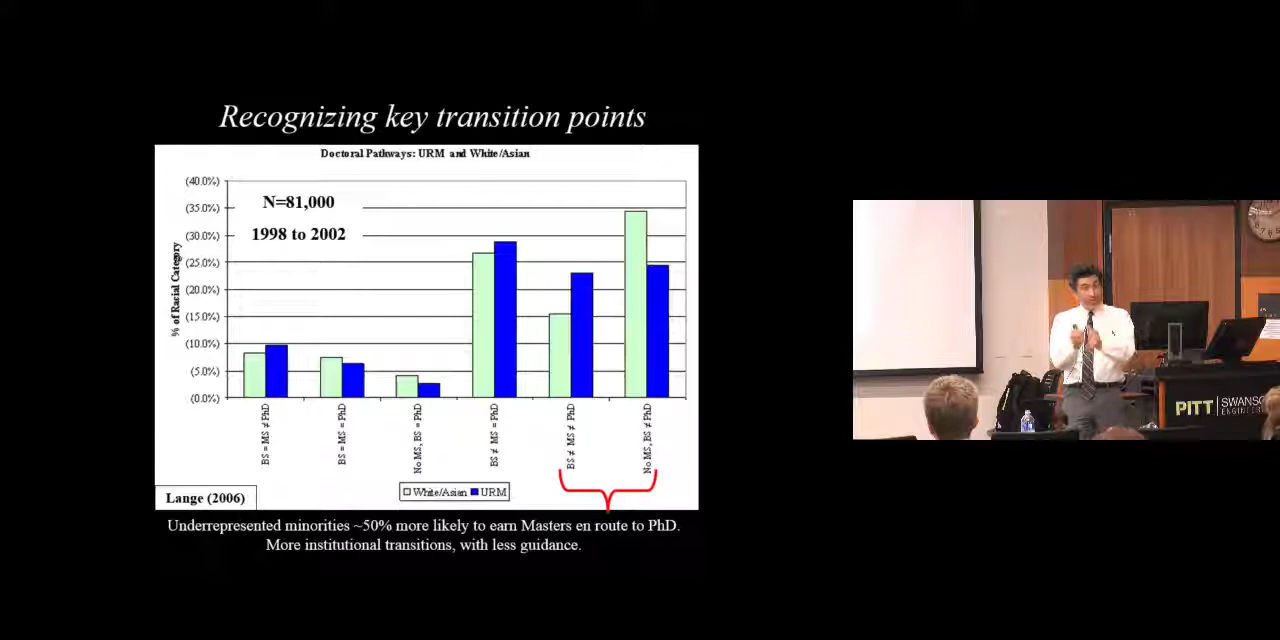 Recognizing key transition points
Doctoral Pathways: URM and White/Asian
(40.0%)
(35.0%)
(30.0%)
(25.0%)
(20.0%)
(15.0%)
(10.0%)
(5.0%)
(0.0%)
% of Racial Category
N=81,000
1998 to 2002
BS = MS ≠ PhD
BS = MS = PhD
No MS, BS = PhD
BS ≠ MS = PhD
BS ≠ MS ≠ PhD
No MS, BS ≠ PhD
White/Asian URM
Lange (2006)
Underrepresented minorities ~50% more likely to earn Masters en route to PhD.
More institutional transitions, with less guidance.
PITT SWANSO
ENGINEERI